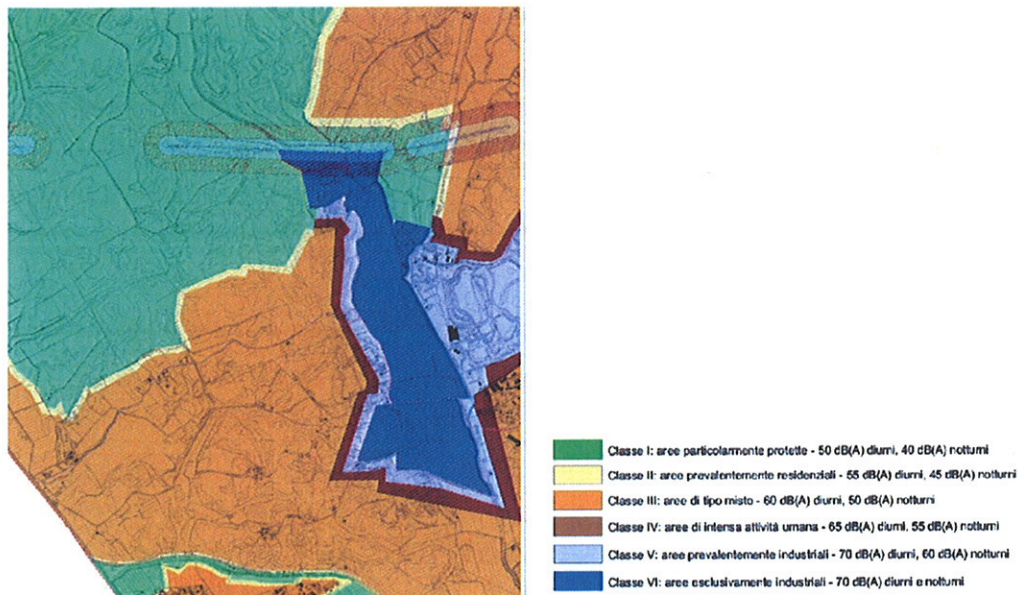 Classe I: aree particolarmente protette - 50 dB(A) diurni, 40 dB(A) notturni
Classe II: aree prevalentemente residenziali - 55 dB(A) diurni, 45 dB(A) notturni
Classe III: aree di tipo misto - 60 dB(A) diurni, 50 dB(A) notturni
Classe IV: aree di intensa attività umana - 65 dB(A) diurni, 55 dB(A) notturni
Classe V: aree prevalentemente industriali - 70 dB(A) diurni, 60 dB(A) notturni
Classe VI: aree esclusivamente industriali - 70 dB(A) diurni e notturni